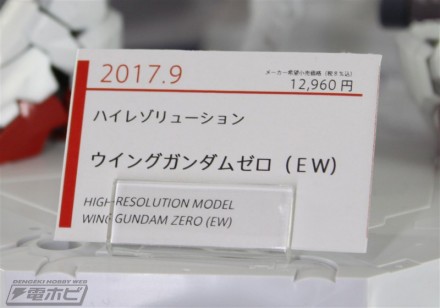 2017.9
メーカー希望小売価格（税8％込）
12,960円
ハイレゾリューション
ウイングガンダムゼロ（EW）
HIGH-RESOLUTION MODEL
WING GUNDAM ZERO (EW)
DENGEKI HOBBY WEB
電ホビ